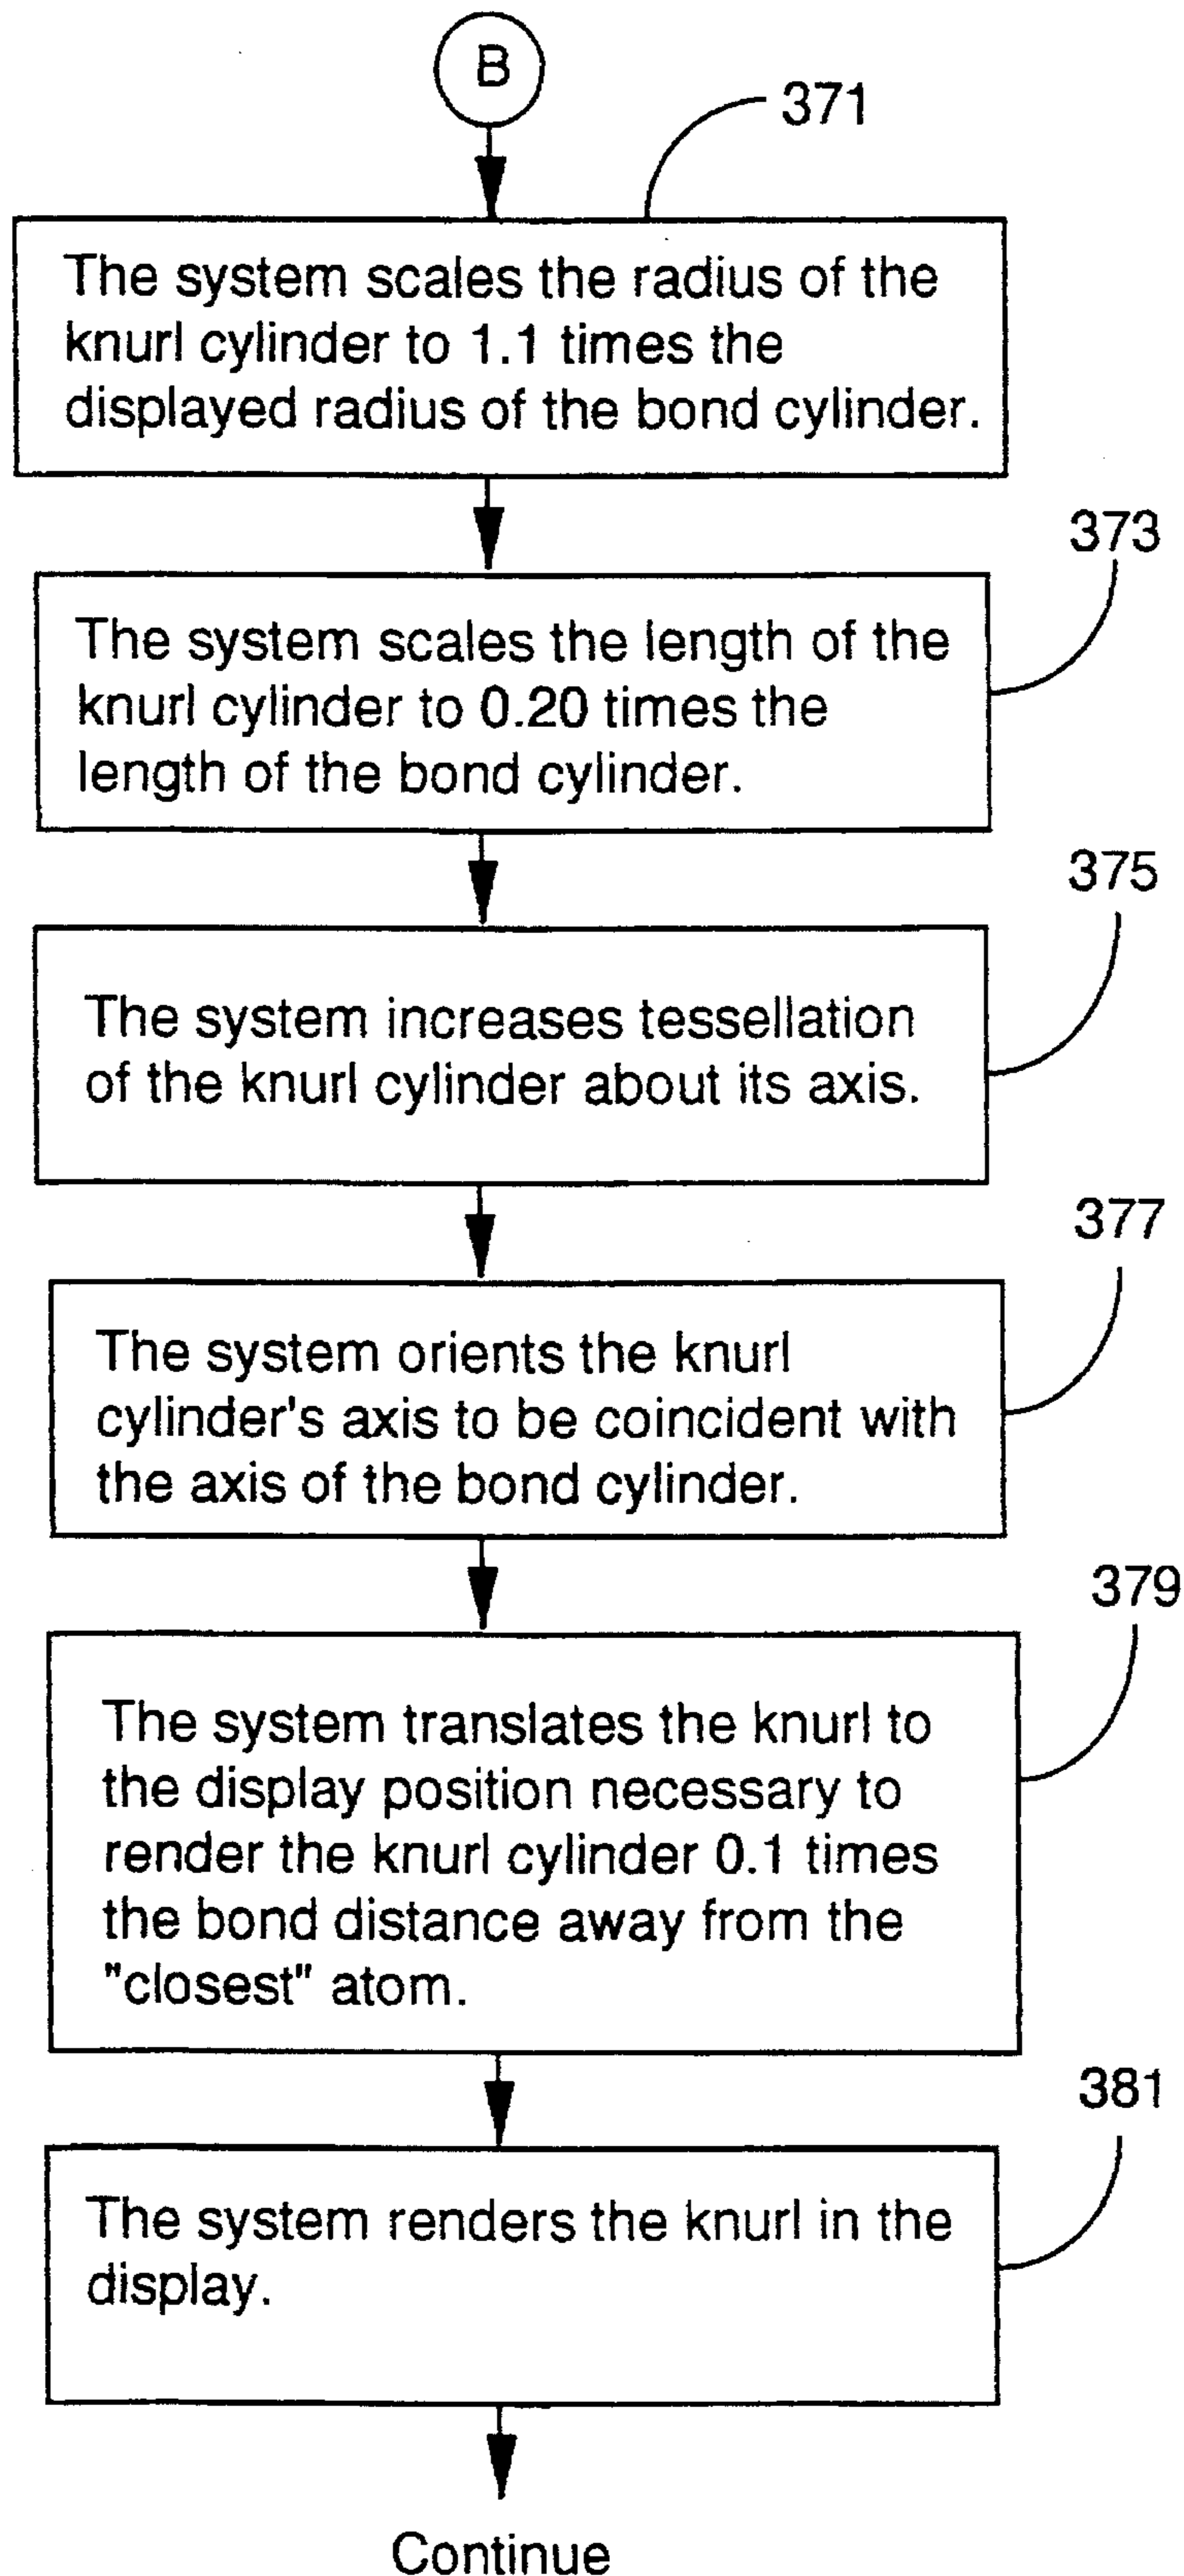 B
371
The system scales the radius of the
knurl cylinder to 1.1 times the
displayed radius of the bond cylinder.
373
The system scales the length of the
knurl cylinder to 0.20 times the
length of the bond cylinder.
375
The system increases tessellation
of the knurl cylinder about its axis.
377
The system orients the knurl
cylinder's axis to be coincident with
the axis of the bond cylinder.
379
The system translates the knurl to
the display position necessary to
render the knurl cylinder 0.1 times
the bond distance away from the
"closest" atom.
381
The system renders the knurl in the
display.
Continue